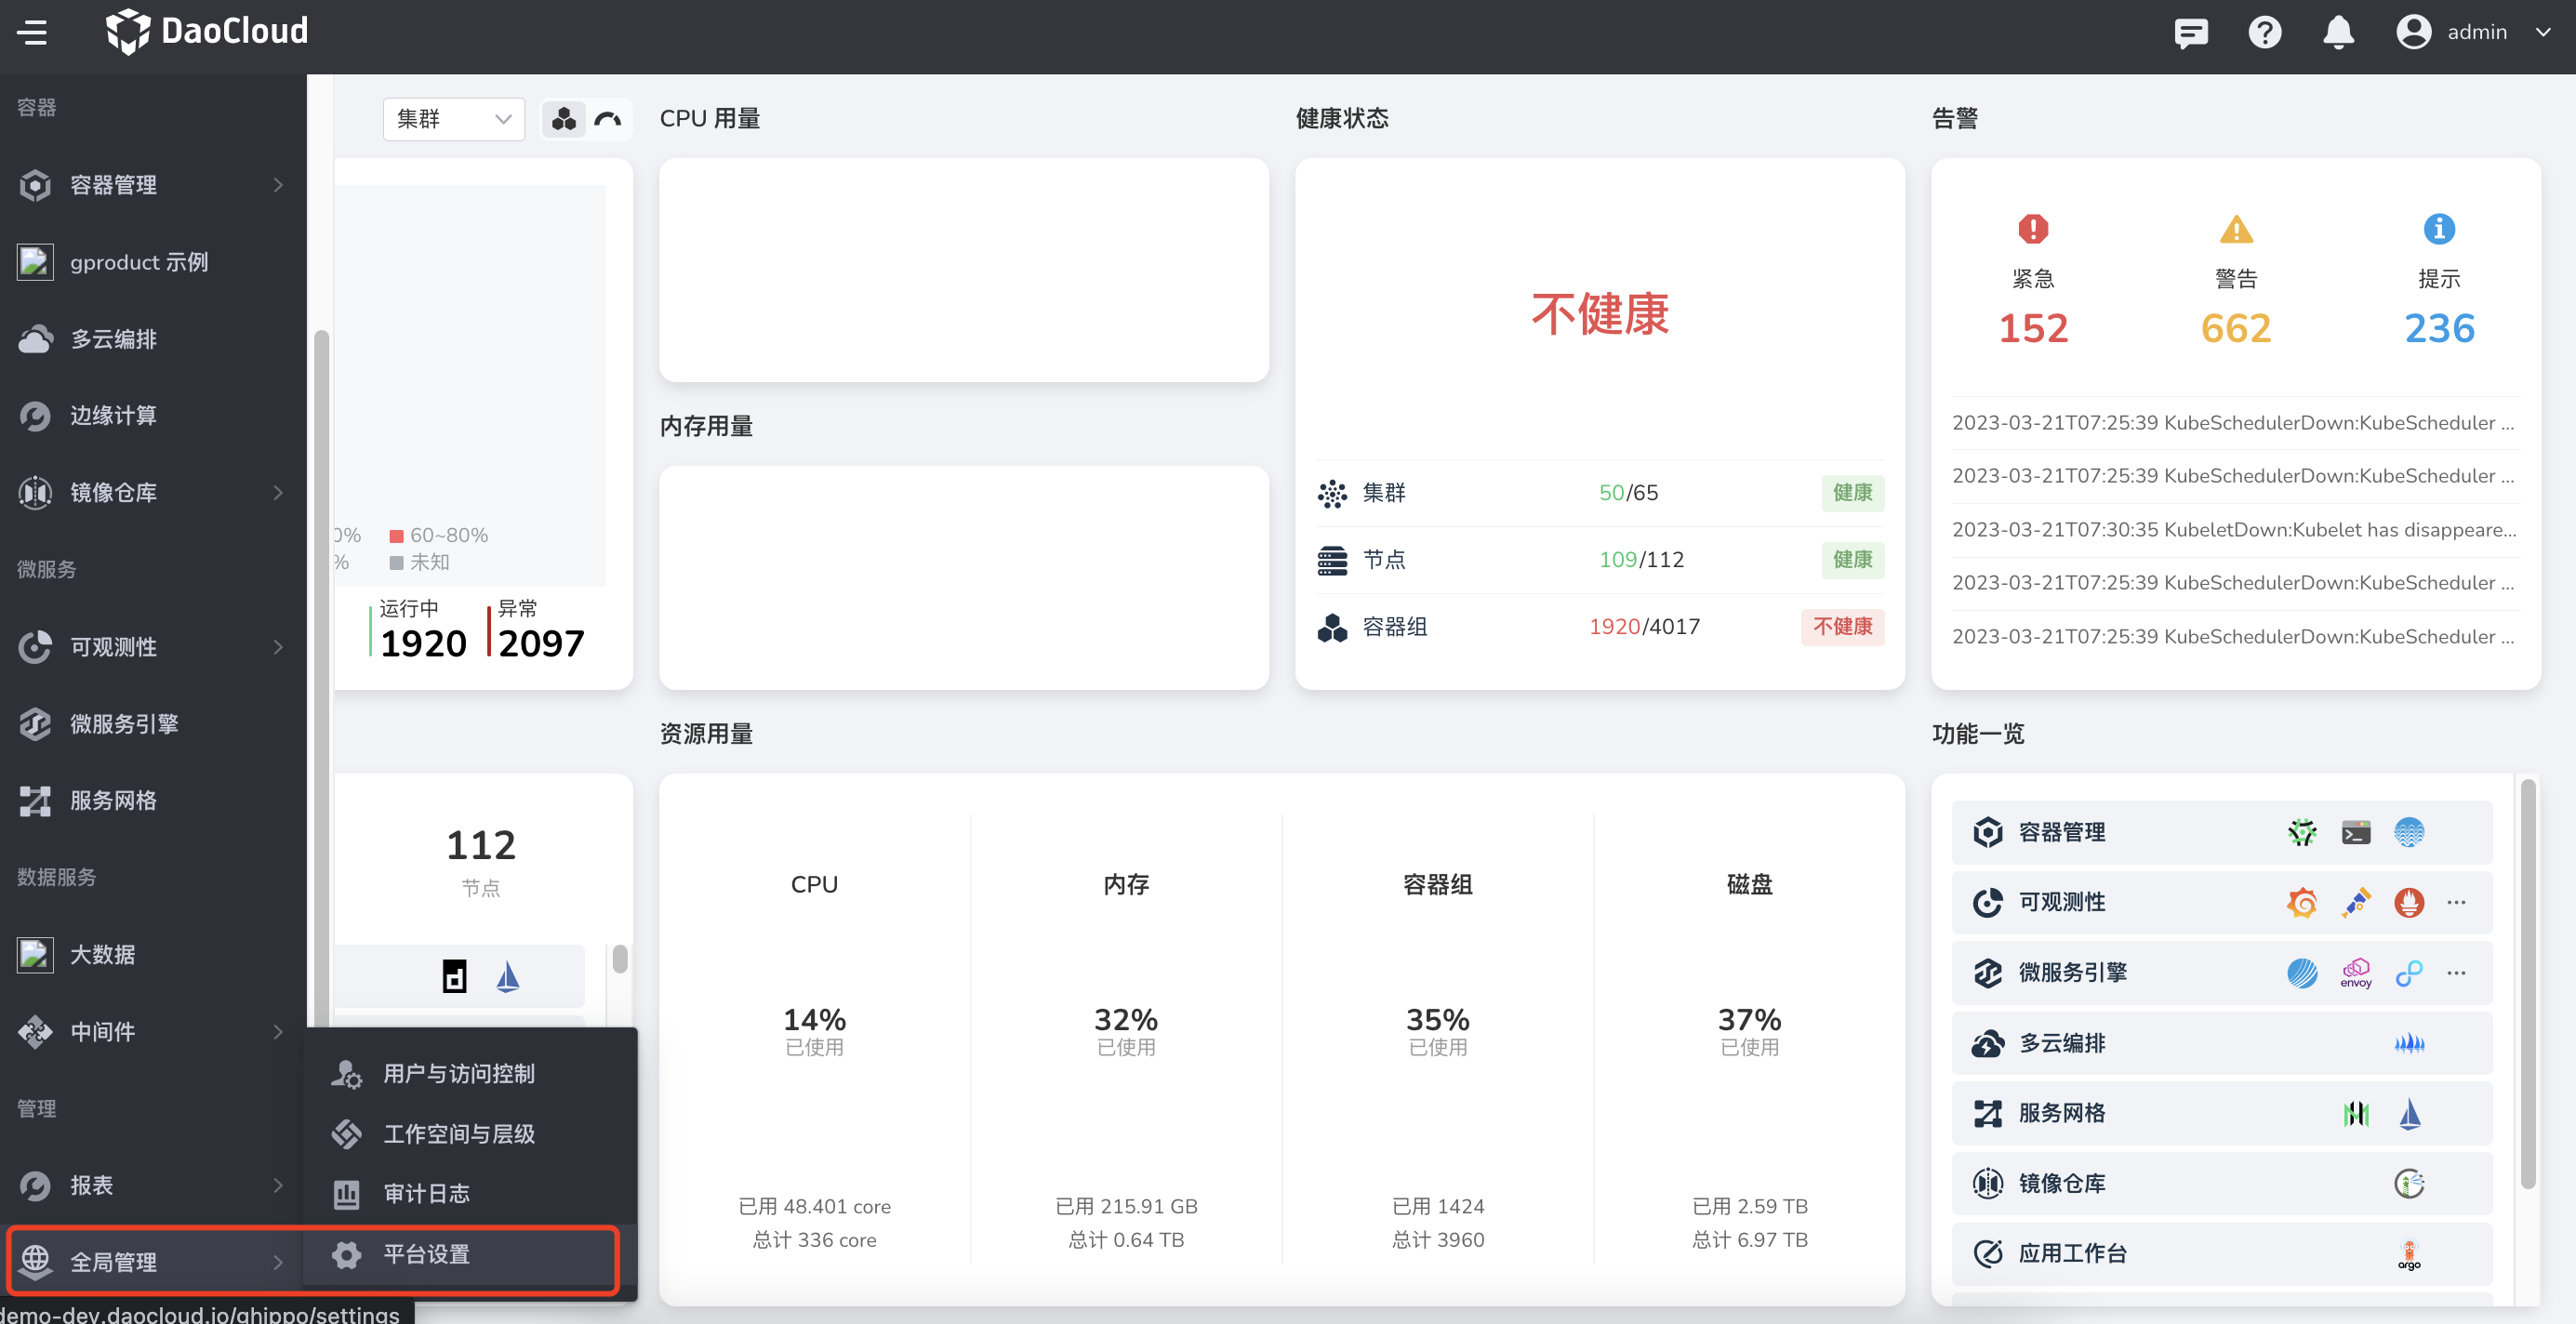 DaoCloud
admin
容器
容器管理
gproduct 示例
多云编排
边缘计算
镜像仓库
微服务
可观测性
微服务引擎
服务网格
数据服务
大数据
中间件
管理
报表
全局管理
用户与访问控制
工作空间与层级
审计日志
平台设置
demo-dev.daocloud.io/ghippo/settings
集群
0%
60~80%
%
未知
运行中
1920
异常
2097
112
节点
CPU 用量
内存用量
健康状态
不健康
集群 50/65 健康
节点 109/112 健康
容器组 1920/4017 不健康
告警
紧急 警告 提示
152 662 236
2023-03-21T07:25:39 KubeSchedulerDown:KubeScheduler ...
2023-03-21T07:25:39 KubeSchedulerDown:KubeScheduler ...
2023-03-21T07:30:35 KubeletDown:Kubelet has disappeare...
2023-03-21T07:25:39 KubeSchedulerDown:KubeScheduler ...
2023-03-21T07:25:39 KubeSchedulerDown:KubeScheduler ...
资源用量
CPU 内存 容器组 磁盘
14% 32% 35% 37%
已使用 已使用 已使用 已使用
已用 48.401 core 已用 215.91 GB 已用 1424 已用 2.59 TB
总计 336 core 总计 0.64 TB 总计 3960 总计 6.97 TB
功能一览
容器管理
可观测性 ...
微服务引擎 envoy ...
多云编排
服务网格
镜像仓库
应用工作台 argo